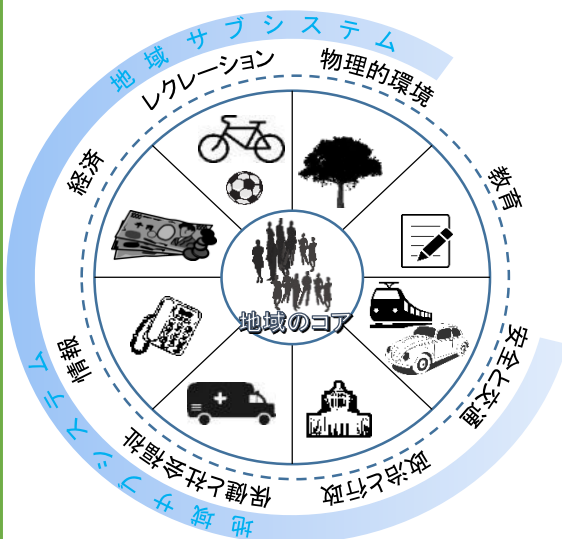 地域サブシステム
レクレーション
物理的環境
経済
教育
地域のコア
情報
安全と交通
保健と社会福祉
政治と行政
地域サブシステム